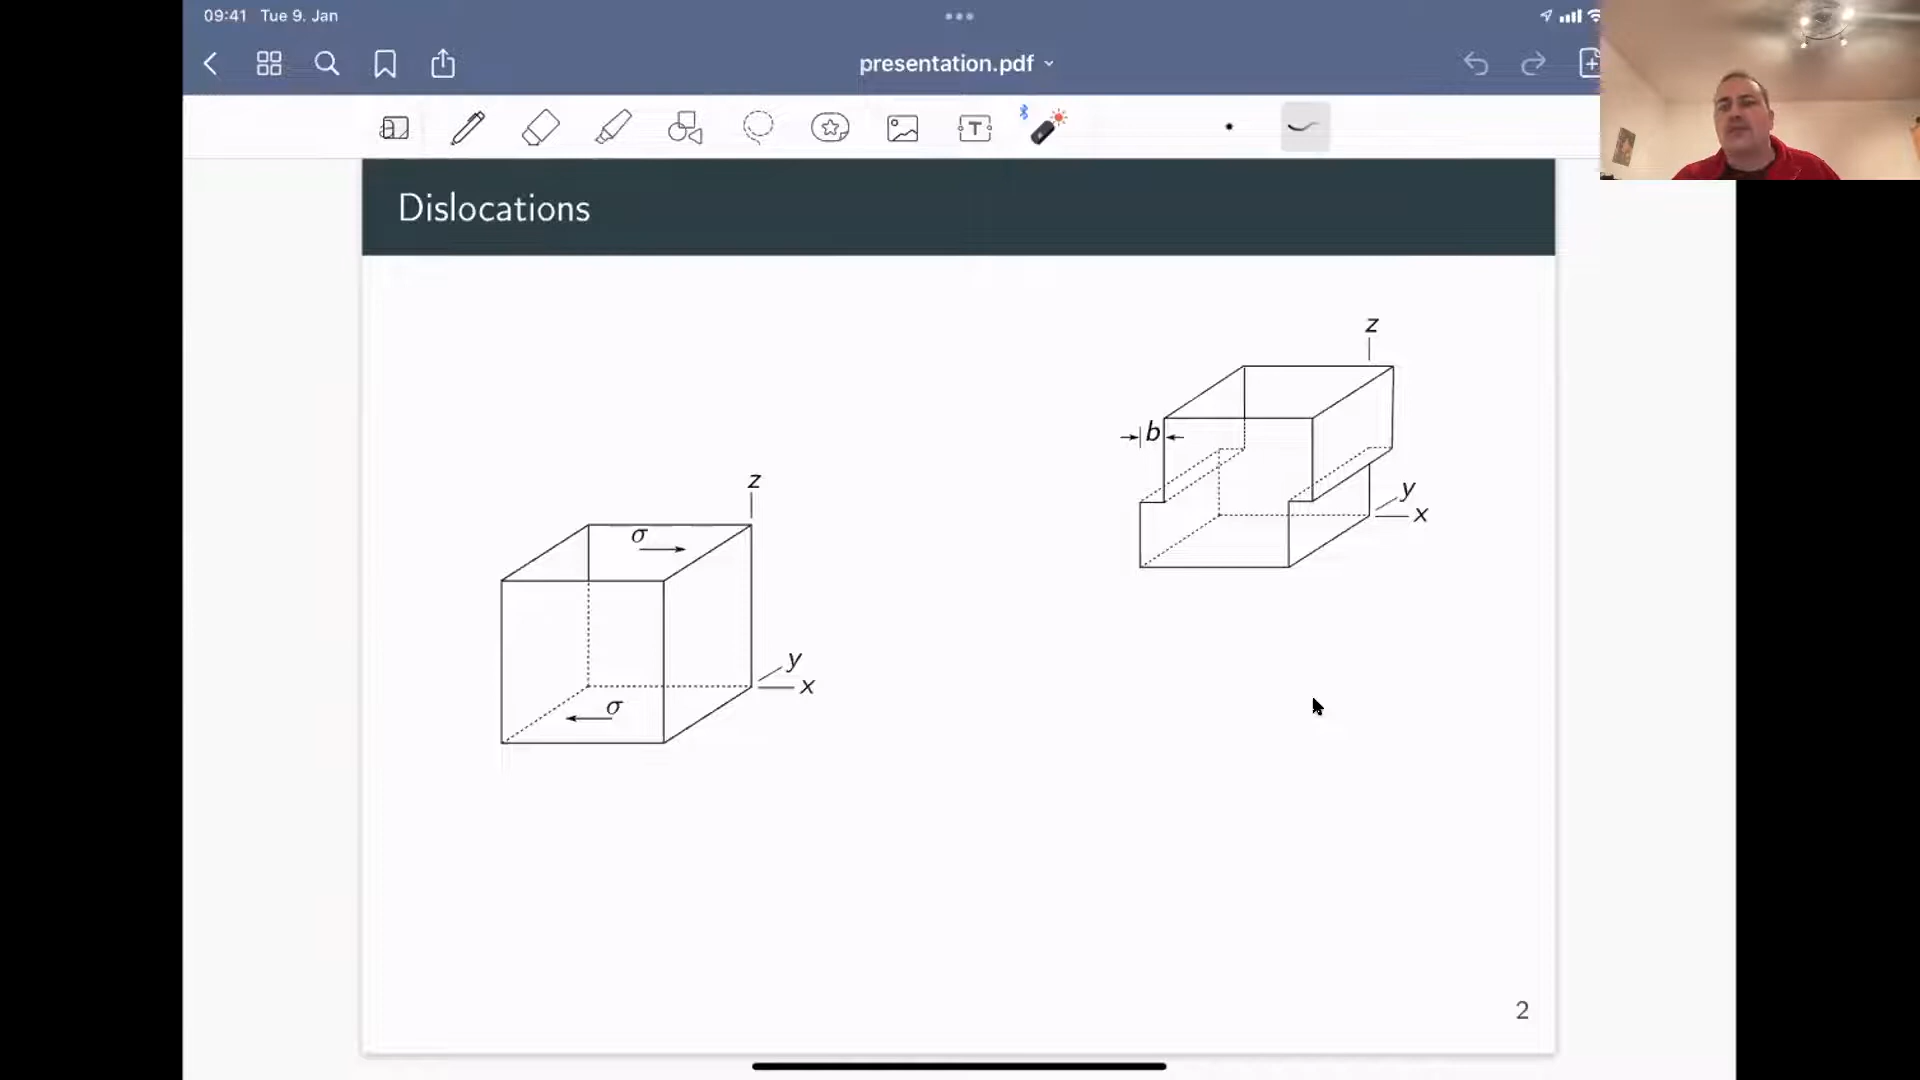 09:41 Tue 9. Jan
presentation.pdf
T
Dislocations
z
b
y
x
z
σ
y
x
σ
2